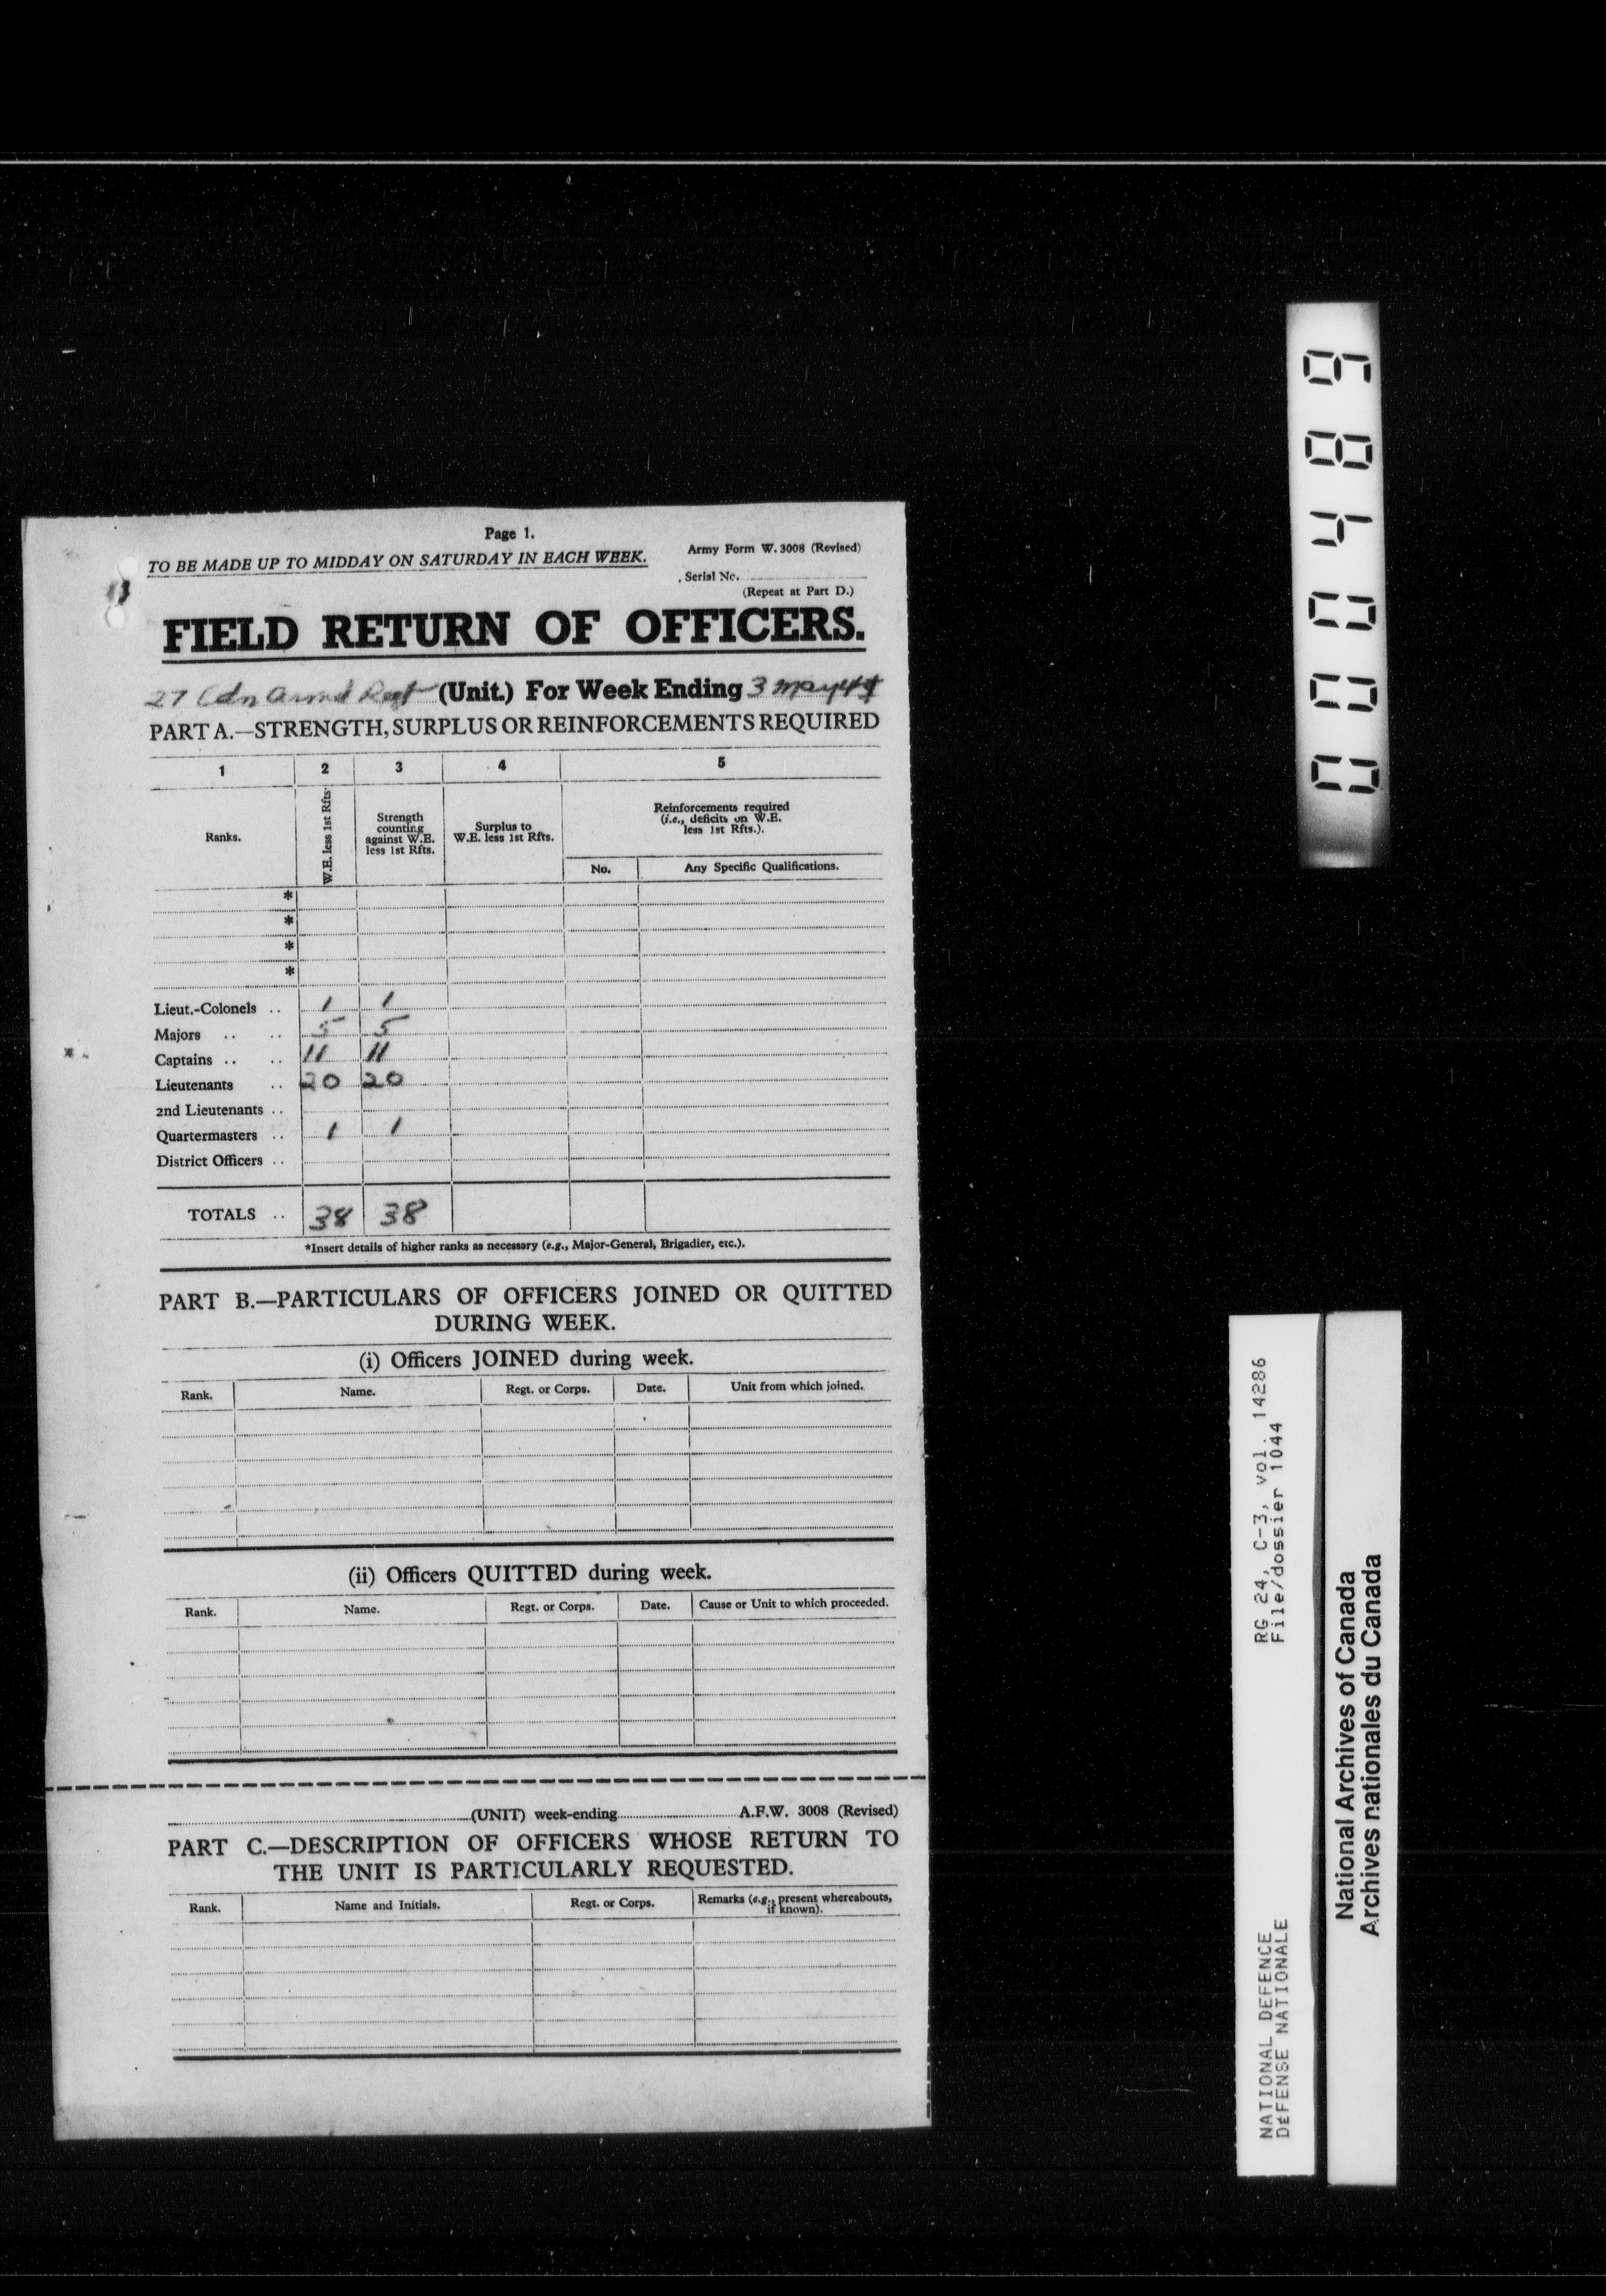 Page 1.
TO BE MADE UP TO MIDDAY ON SATURDAY IN EACH WEEK.
Army Form W. 3008 (Revised)
Serial No.
(Repeat at Part D.)
FIELD RETURN OF OFFICERS.
27 Cdn Armd Regt (Unit.) For Week Ending 3 May
PART A.—STRENGTH, SURPLUS OR REINFORCEMENTS REQUIRED
1 2 3 4 5
Ranks.
W.E. less 1st Rfts.
Strength
counting
against W.E.
less 1st Rfts.
Surplus to
W.E. less 1st Rfts.
Reinforcements required
(i.e., deficits on W.E.
less 1st Rfts.).
No. Any Specific Qualifications.
*
*
*
*
Lieut.-Colonels .. 1 1
Majors .. .. 5 5
Captains .. .. 11 11
Lieutenants .. 20 20
2nd Lieutenants ..
Quartermasters .. 1 1
District Officers ..
TOTALS .. 38 38
*Insert details of higher ranks as necessary (e.g., Major-General, Brigadier, etc.).
PART B.—PARTICULARS OF OFFICERS JOINED OR QUITTED
DURING WEEK.
(i) Officers JOINED during week.
Rank. Name. Regt. or Corps. Date. Unit from which joined.
(ii) Officers QUITTED during week.
Rank. Name. Regt. or Corps. Date. Cause or Unit to which proceeded.
(UNIT) week-ending A.F.W. 3008 (Revised)
PART C.—DESCRIPTION OF OFFICERS WHOSE RETURN TO
THE UNIT IS PARTICULARLY REQUESTED.
Rank. Name and Initials. Regt. or Corps. Remarks (e.g., present whereabouts,
if known).
000489
NATIONAL DEFENCE RG 24, C-3, vol. 14286
DÉFENSE NATIONALE File/dossier 1044
National Archives of Canada
Archives nationales du Canada